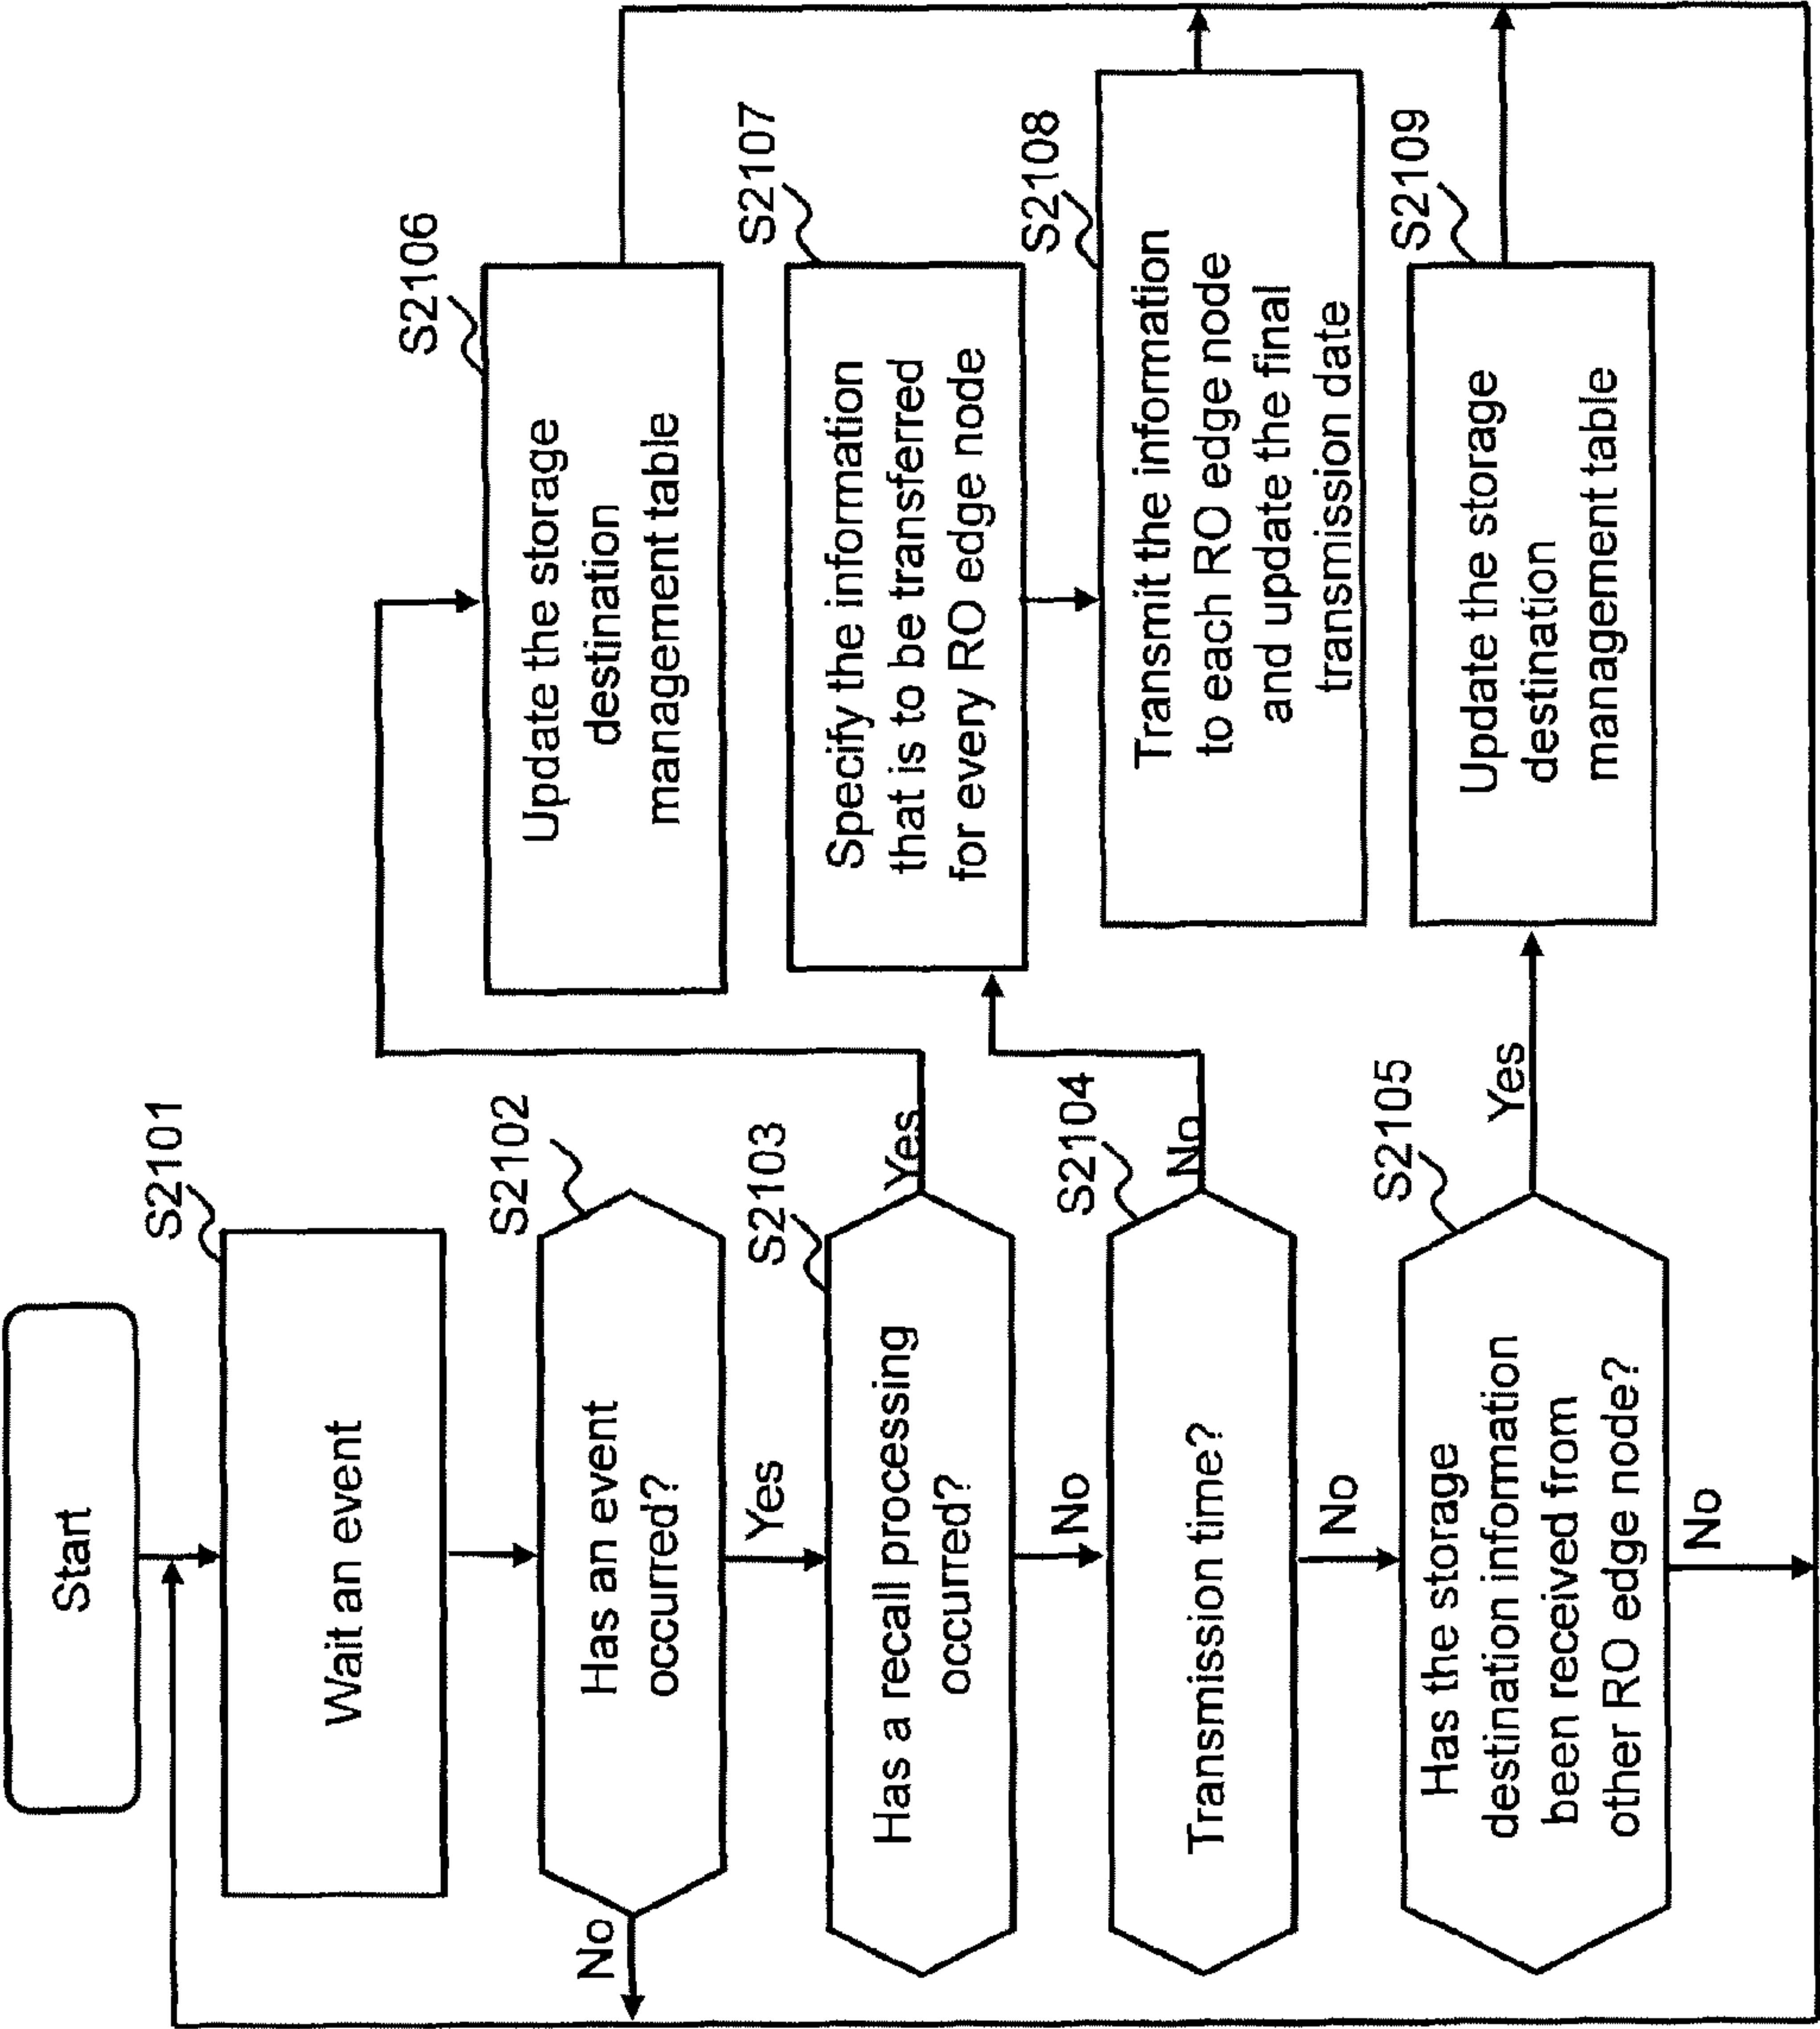 Start
S2101
Wait an event
S2102
Has an event
occurred?
No
Yes
S2103
Has a recall processing
occurred?
Yes
No
S2104
Transmission time?
No
No
S2105
Has the storage
destination information
been received from
other RO edge node?
Yes
No
S2106
Update the storage
destination
management table
S2107
Specify the information
that is to be transferred
for every RO edge node
S2108
Transmit the information
to each RO edge node
and update the final
transmission date
S2109
Update the storage
destination
management table